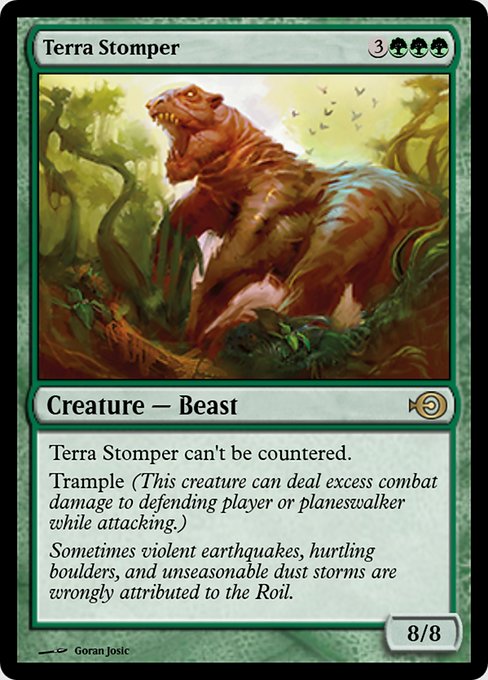 Terra Stomper 3
Creature — Beast
Terra Stomper can't be countered.
Trample (This creature can deal excess combat
damage to defending player or planeswalker
while attacking.)
Sometimes violent earthquakes, hurtling
boulders, and unseasonable dust storms are
wrongly attributed to the Roil.
8/8
Goran Josic